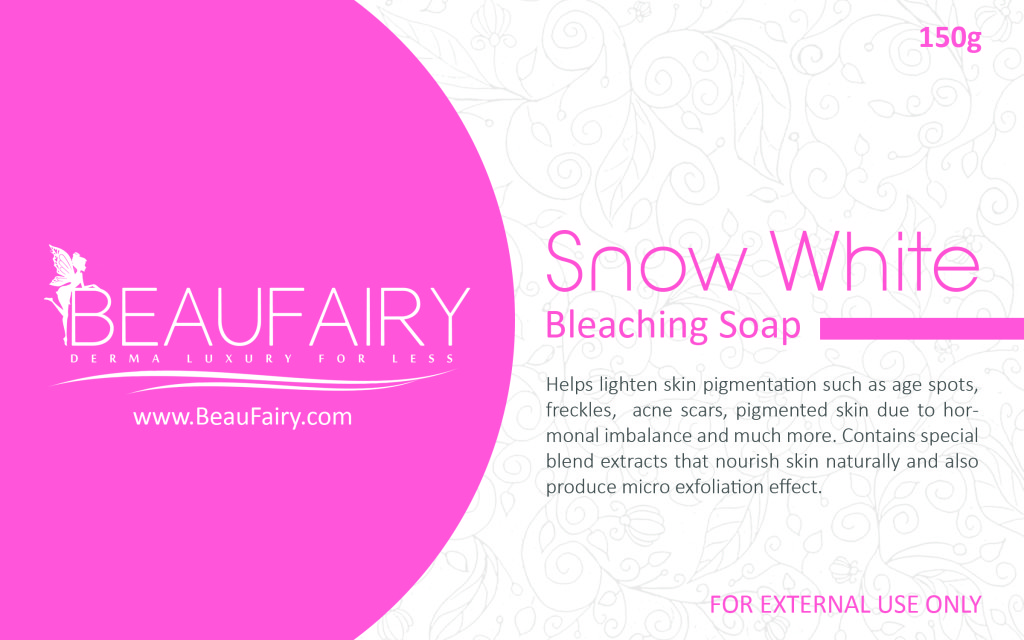 150g
BEAUFAIRY
DERMA LUXURY FOR LESS
www.BeauFairy.com
Snow White
Bleaching Soap
Helps lighten skin pigmentation such as age spots,
freckles,  acne scars, pigmented skin due to hor-
monal imbalance and much more. Contains special
blend extracts that nourish skin naturally and also
produce micro exfoliation effect.
FOR EXTERNAL USE ONLY